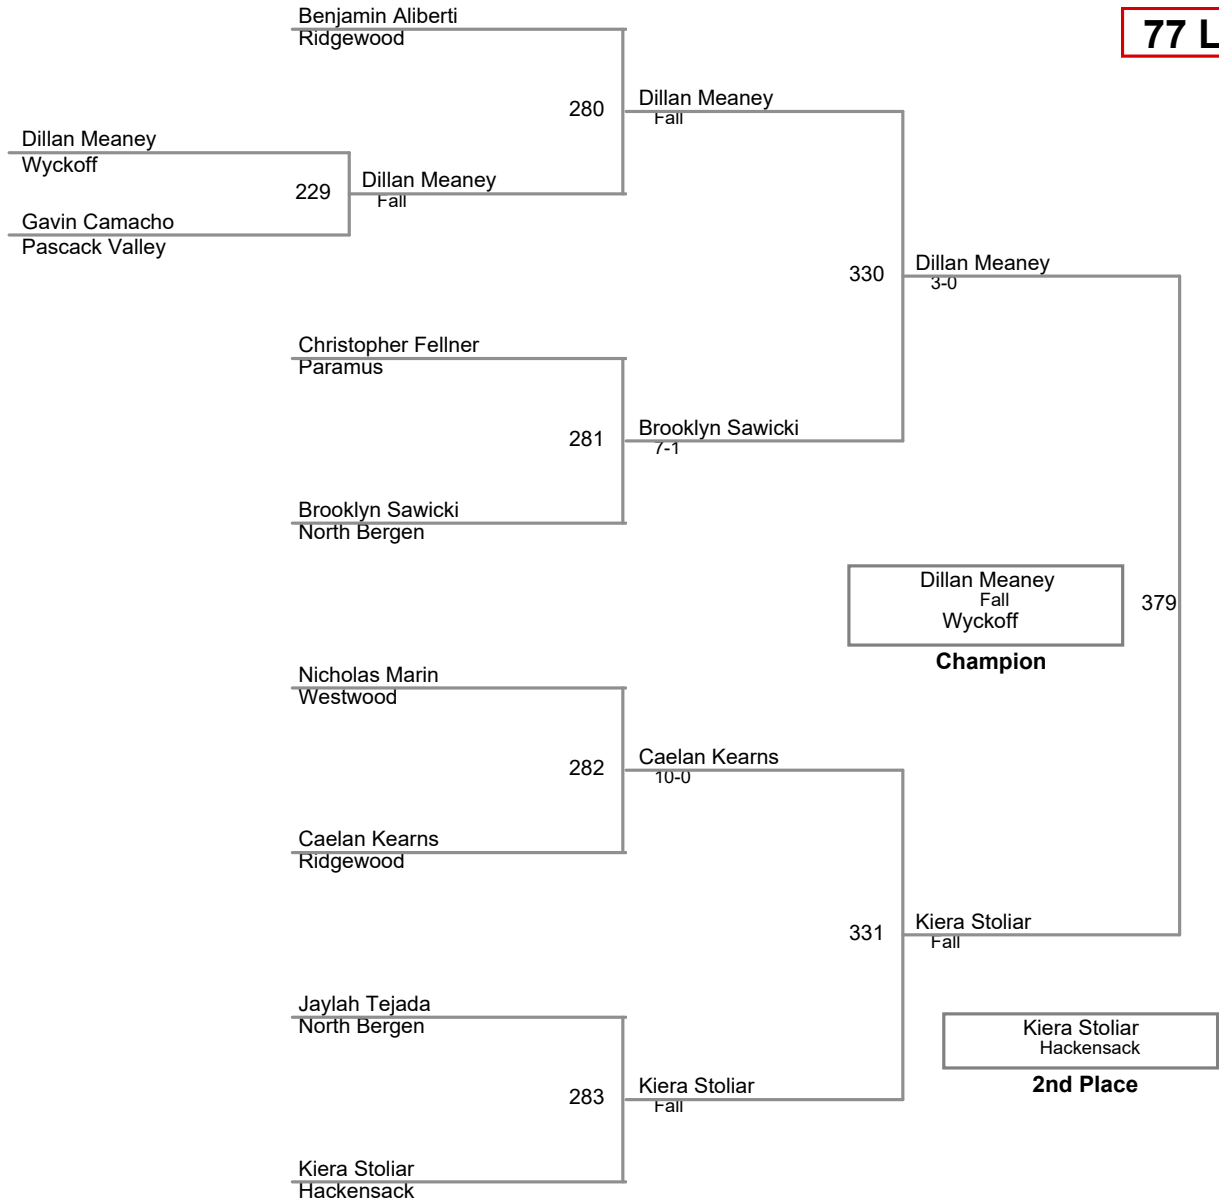 Benjamin Aliberti
Ridgewood
77 L
280
Dillan Meaney
Fall
Dillan Meaney
Wyckoff
229
Dillan Meaney
Fall
Gavin Camacho
Pascack Valley
330
Dillan Meaney
3-0
Christopher Fellner
Paramus
281
Brooklyn Sawicki
7-1
Brooklyn Sawicki
North Bergen
Dillan Meaney
Fall
Wyckoff
379
Champion
Nicholas Marin
Westwood
282
Caelan Kearns
10-0
Caelan Kearns
Ridgewood
331
Kiera Stoliar
Fall
Jaylah Tejada
North Bergen
Kiera Stoliar
Hackensack
2nd Place
283
Kiera Stoliar
Fall
Kiera Stoliar
Hackensack